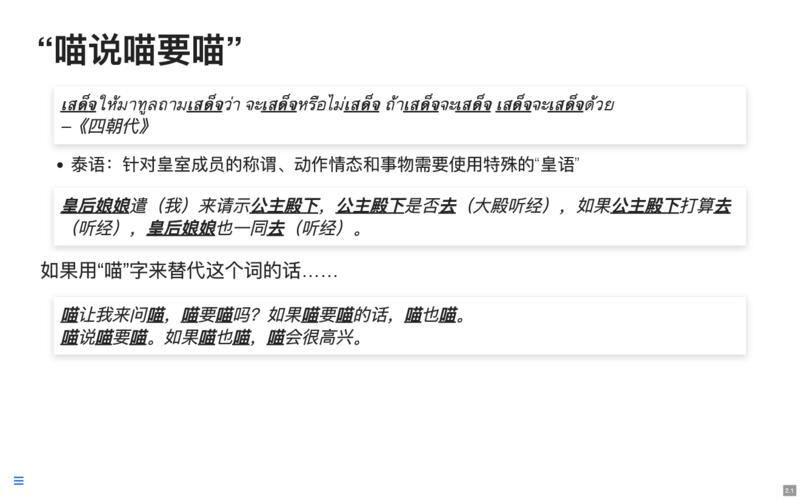 “喵说喵要喵”
เสด็จให้มาทูลถามเสด็จว่า จะเสด็จหรือไม่เสด็จ ถ้าเสด็จจะเสด็จ เสด็จจะเสด็จด้วย
–《四朝代》
• 泰语：针对皇室成员的称谓、动作情态和事物需要使用特殊的“皇语”
皇后娘娘遣（我）来请示公主殿下，公主殿下是否去（大殿听经），如果公主殿下打算去
（听经），皇后娘娘也一同去（听经）。
如果用“喵”字来替代这个词的话……
喵让我来问喵，喵要喵吗？如果喵要喵的话，喵也喵。
喵说喵要喵。如果喵也喵，喵会很高兴。
2.1